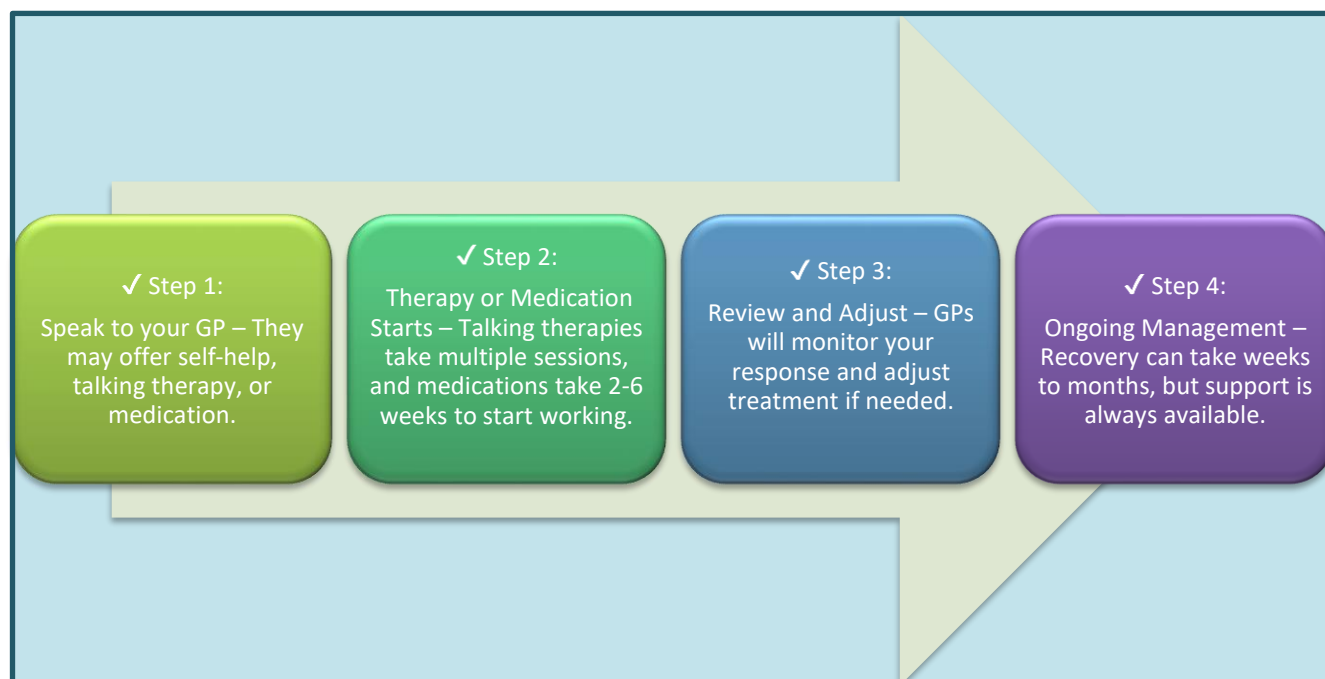 ✓ Step 1:
Speak to your GP – They
may offer self-help,
talking therapy, or
medication.
✓ Step 2:
Therapy or Medication
Starts – Talking therapies
take multiple sessions,
and medications take 2-6
weeks to start working.
✓ Step 3:
Review and Adjust – GPs
will monitor your
response and adjust
treatment if needed.
✓ Step 4:
Ongoing Management –
Recovery can take weeks
to months, but support is
always available.